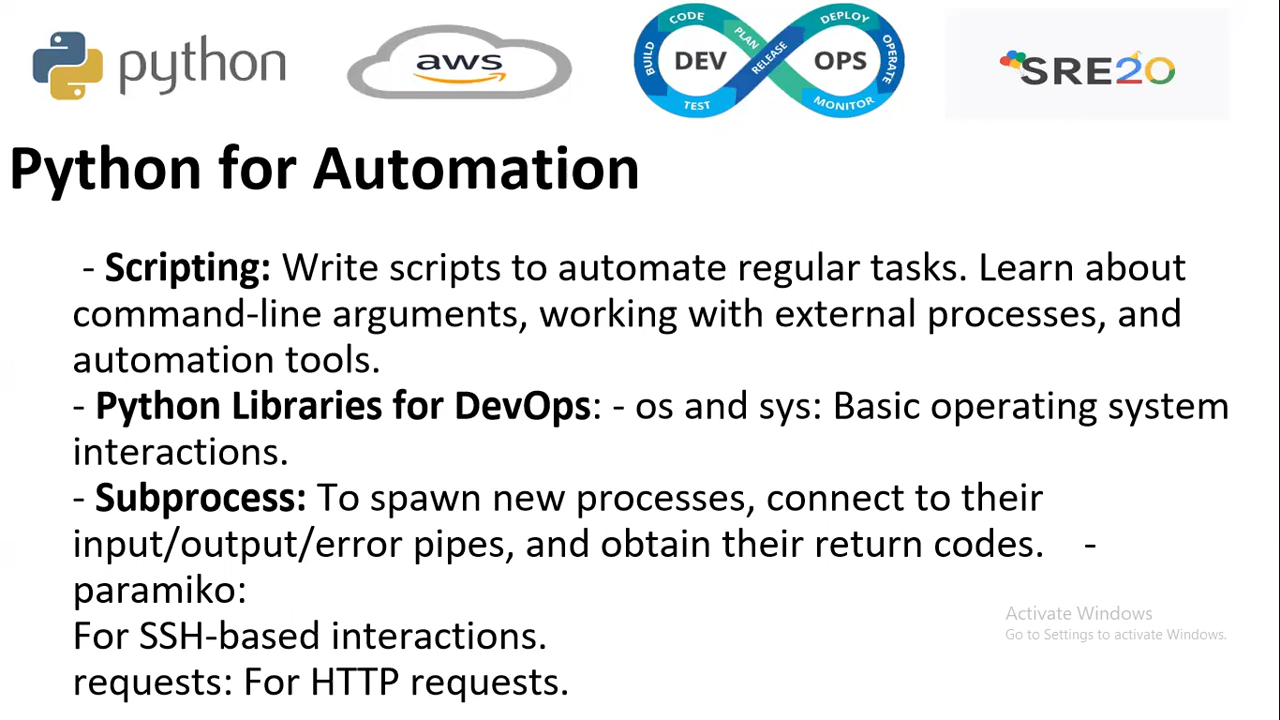 python
aws
CODE
DEPLOY
BUILD
DEV
PLAN
RELEASE
OPS
OPERATE
TEST
MONITOR
SRE20
Python for Automation
- Scripting: Write scripts to automate regular tasks. Learn about
command-line arguments, working with external processes, and
automation tools.
- Python Libraries for DevOps: - os and sys: Basic operating system
interactions.
- Subprocess: To spawn new processes, connect to their
input/output/error pipes, and obtain their return codes. -
paramiko:
For SSH-based interactions.
requests: For HTTP requests.
Activate Windows
Go to Settings to activate Windows.